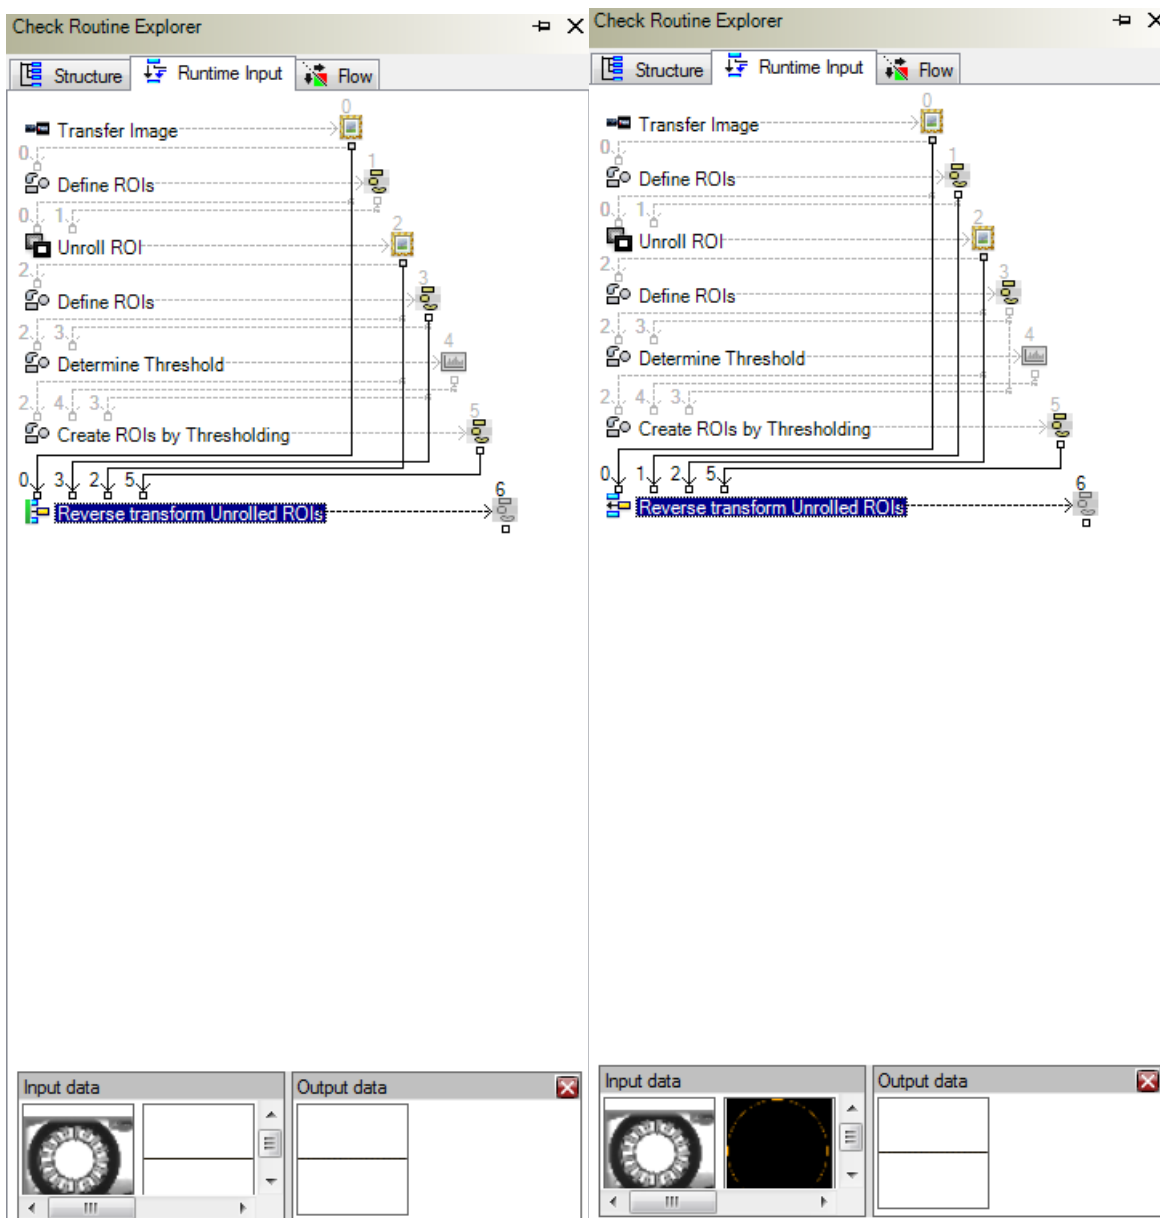 Check Routine Explorer
Structure
Runtime Input
Flow
0
Transfer Image
0
1
Define ROIs
0 1
2
Unroll ROI
2
3
Define ROIs
2 3
4
Determine Threshold
2 4 3
5
Create ROIs by Thresholding
0 3 2 5
6
Reverse transform Unrolled ROIs
Input data
Output data
Check Routine Explorer
Structure
Runtime Input
Flow
0
Transfer Image
0
1
Define ROIs
0 1
2
Unroll ROI
2
3
Define ROIs
2 3
4
Determine Threshold
2 4 3
5
Create ROIs by Thresholding
0 1 2 5
6
Reverse transform Unrolled ROIs
Input data
Output data